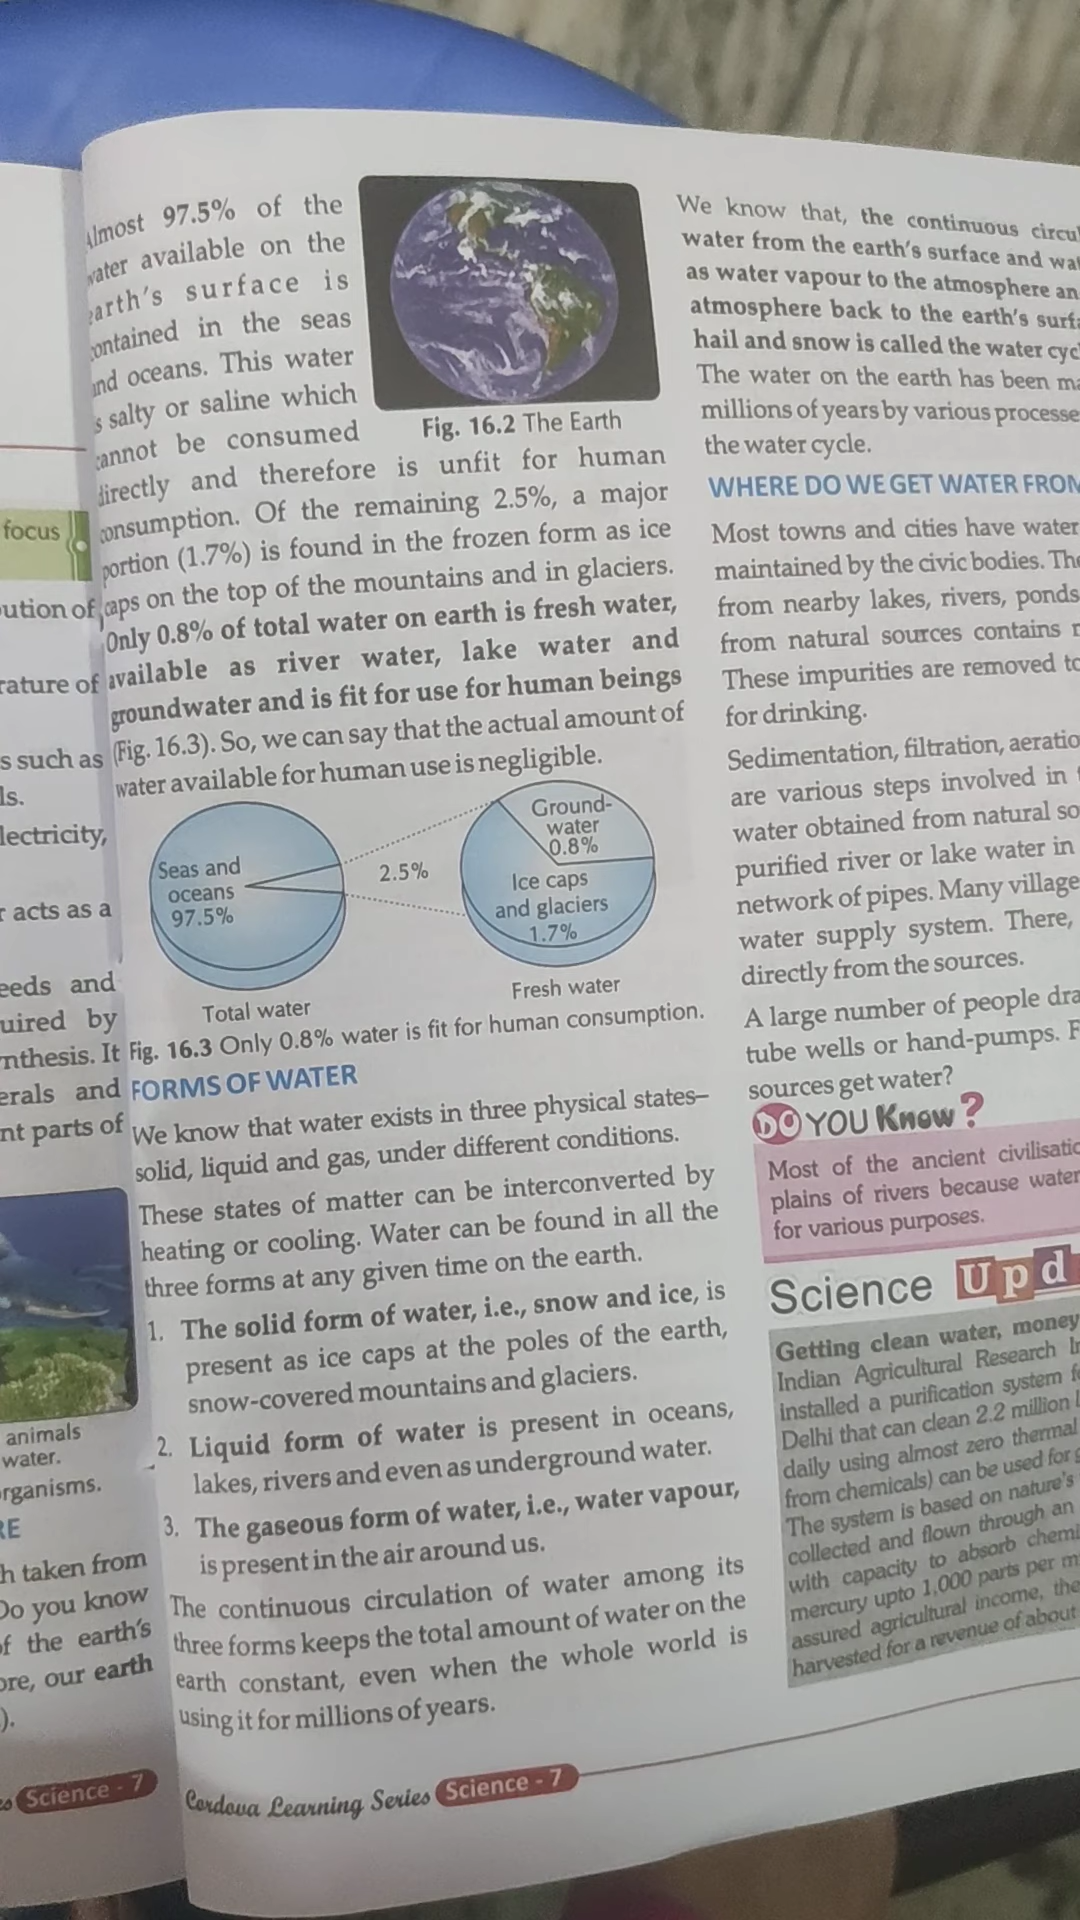 focus
ution of
rature of
s such as
ls.
lectricity,
r acts as a
eeds and
uired by
nthesis. It
erals and
nt parts of
animals
water.
rganisms.
RE
h taken from
Do you know
of the earth's
ore, our earth
).
Science - 7
lmost 97.5% of the
water available on the
earth's surface is
contained in the seas
and oceans. This water
is salty or saline which
cannot be consumed
directly and therefore is unfit for human
consumption. Of the remaining 2.5%, a major
portion (1.7%) is found in the frozen form as ice
caps on the top of the mountains and in glaciers.
Only 0.8% of total water on earth is fresh water,
available as river water, lake water and
groundwater and is fit for use for human beings
(Fig. 16.3). So, we can say that the actual amount of
water available for human use is negligible.
Fig. 16.2 The Earth
Seas and
oceans
97.5%
2.5%
Ground-
water
0.8%
Ice caps
and glaciers
1.7%
Total water
Fresh water
Fig. 16.3 Only 0.8% water is fit for human consumption.
FORMS OF WATER
We know that water exists in three physical states–
solid, liquid and gas, under different conditions.
These states of matter can be interconverted by
heating or cooling. Water can be found in all the
three forms at any given time on the earth.
1. The solid form of water, i.e., snow and ice, is
present as ice caps at the poles of the earth,
snow-covered mountains and glaciers.
2. Liquid form of water is present in oceans,
lakes, rivers and even as underground water.
3. The gaseous form of water, i.e., water vapour,
is present in the air around us.
The continuous circulation of water among its
three forms keeps the total amount of water on the
earth constant, even when the whole world is
using it for millions of years.
Cordova Learning Series Science - 7
We know that, the continuous circul
water from the earth's surface and wat
as water vapour to the atmosphere an
atmosphere back to the earth's surfa
hail and snow is called the water cyc
The water on the earth has been ma
millions of years by various processe
the water cycle.
WHERE DO WE GET WATER FROM
Most towns and cities have water
maintained by the civic bodies. The
from nearby lakes, rivers, ponds
from natural sources contains
These impurities are removed to
for drinking.
Sedimentation, filtration, aeratio
are various steps involved in
water obtained from natural so
purified river or lake water in
network of pipes. Many village
water supply system. There,
directly from the sources.
A large number of people dra
tube wells or hand-pumps. F
sources get water?
DO YOU Know?
Most of the ancient civilisatio
plains of rivers because water
for various purposes.
Science Upd
Getting clean water, money
Indian Agricultural Research In
installed a purification system fo
Delhi that can clean 2.2 million l
daily using almost zero thermal
from chemicals) can be used for
The system is based on nature's
collected and flown through an
with capacity to absorb chemi
mercury upto 1,000 parts per m
assured agricultural income, the
harvested for a revenue of about